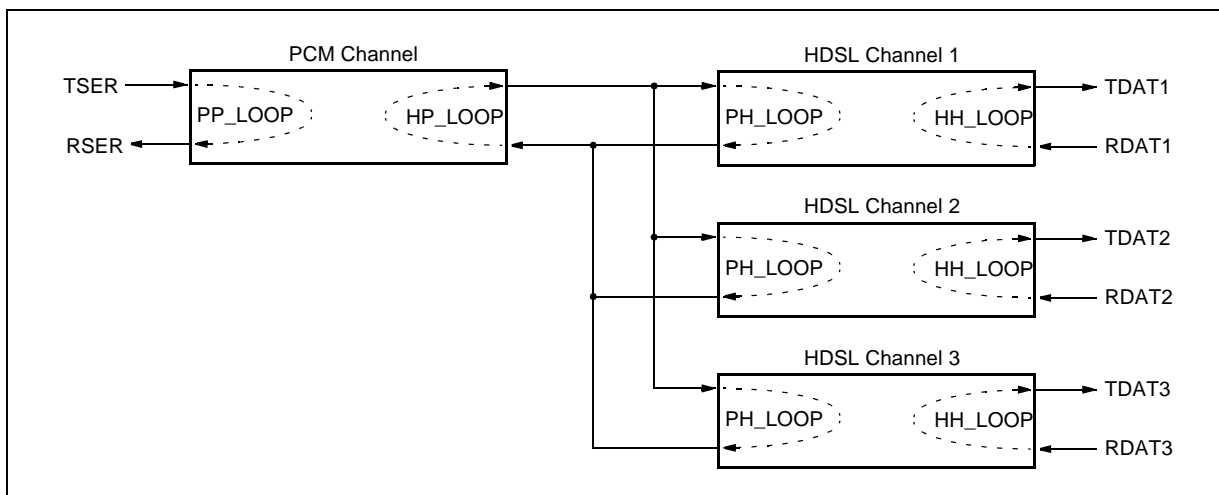 PCM Channel
TSER
RSER
PP_LOOP
HP_LOOP
HDSL Channel 1
PH_LOOP
HH_LOOP
TDAT1
RDAT1
HDSL Channel 2
PH_LOOP
HH_LOOP
TDAT2
RDAT2
HDSL Channel 3
PH_LOOP
HH_LOOP
TDAT3
RDAT3